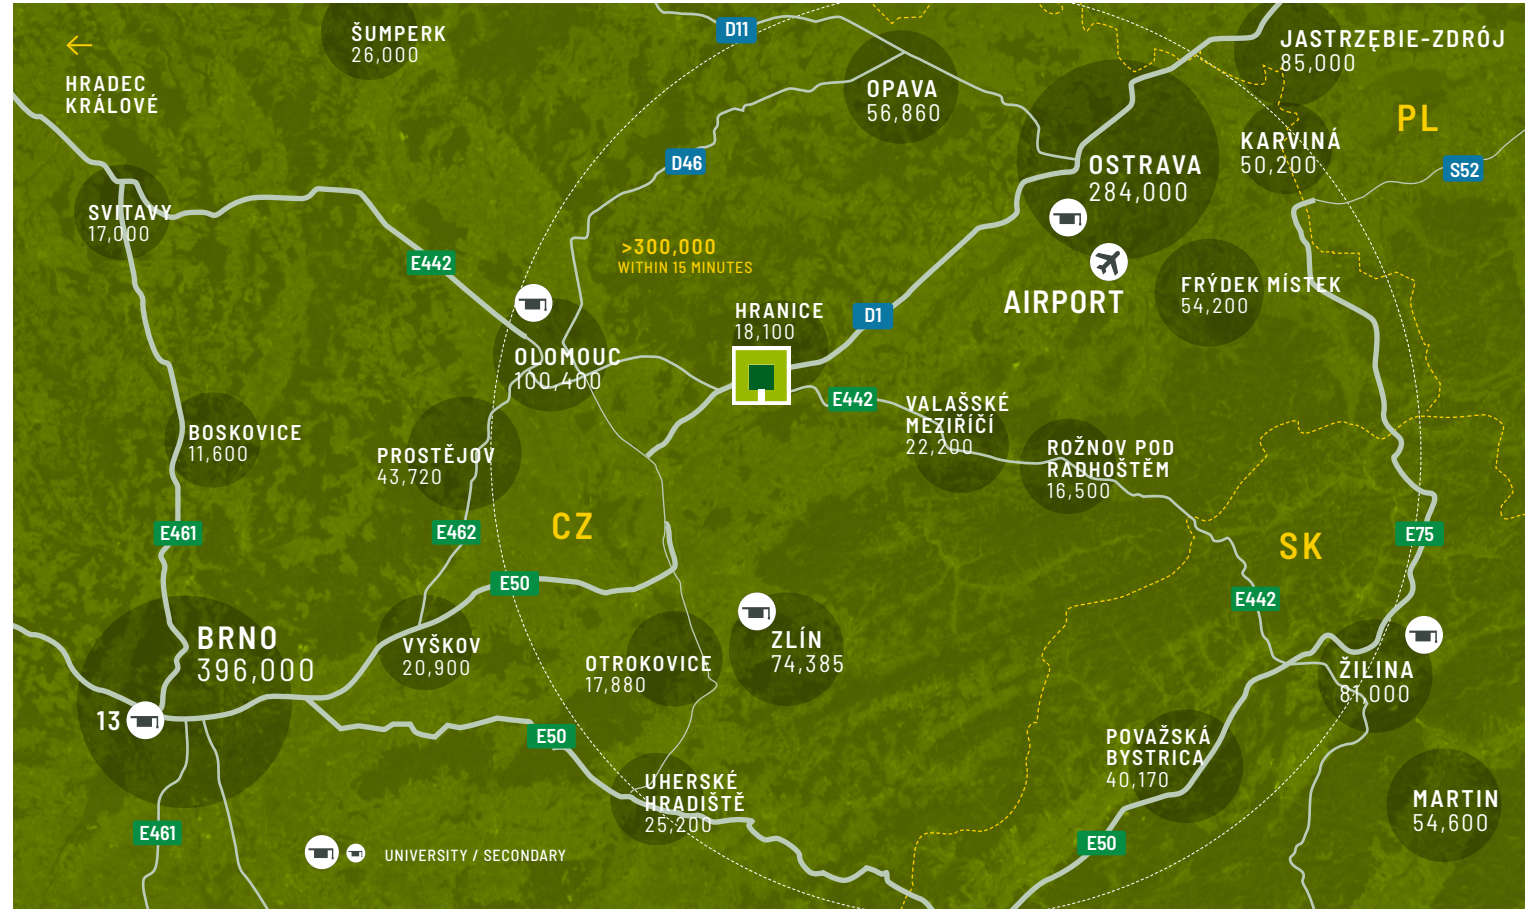 ŠUMPERK
26,000
D11
JASTRZĘBIE-ZDRÓJ
85,000
HRADEC
KRÁLOVÉ
OPAVA
56,860
PL
KARVINÁ
50,200
D46
OSTRAVA
284,000
S52
SVITAVY
17,000
>300,000
WITHIN 15 MINUTES
E442
AIRPORT
FRÝDEK MÍSTEK
54,200
HRANICE
18,100
D1
OLOMOUC
100,400
E442
VALAŠSKÉ
MEZIŘÍČÍ
22,200
BOSKOVICE
11,600
PROSTĚJOV
43,720
ROŽNOV POD
RADHOŠTĚM
16,500
E461
E462
CZ
SK
E75
E50
E442
BRNO
396,000
VYŠKOV
20,900
OTROKOVICE
17,880
ZLÍN
74,385
ŽILINA
81,000
13
E50
POVAŽSKÁ
BYSTRICA
40,170
UHERSKÉ
HRADIŠTĚ
25,200
MARTIN
54,600
E461
E50
UNIVERSITY / SECONDARY